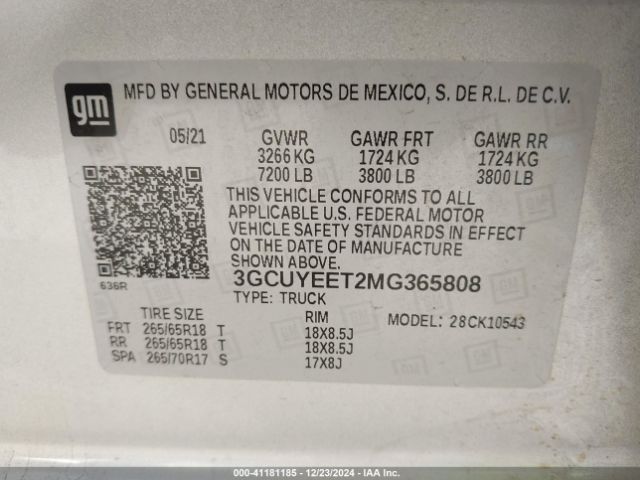 gm
MFD BY GENERAL MOTORS DE MEXICO, S. DE R.L. DE C.V.
05/21 GVWR GAWR FRT GAWR RR
3266 KG 1724 KG 1724 KG
7200 LB 3800 LB 3800 LB
THIS VEHICLE CONFORMS TO ALL
APPLICABLE U.S. FEDERAL MOTOR
VEHICLE SAFETY STANDARDS IN EFFECT
ON THE DATE OF MANUFACTURE
SHOWN ABOVE.
636R
3GCUYEET2MG365808
TYPE: TRUCK
TIRE SIZE RIM MODEL: 28CK10543
FRT 265/65R18 T 18X8.5J
RR 265/65R18 T 18X8.5J
SPA 265/70R17 S 17X8J
000-41181185 - 12/23/2024 - IAA Inc.